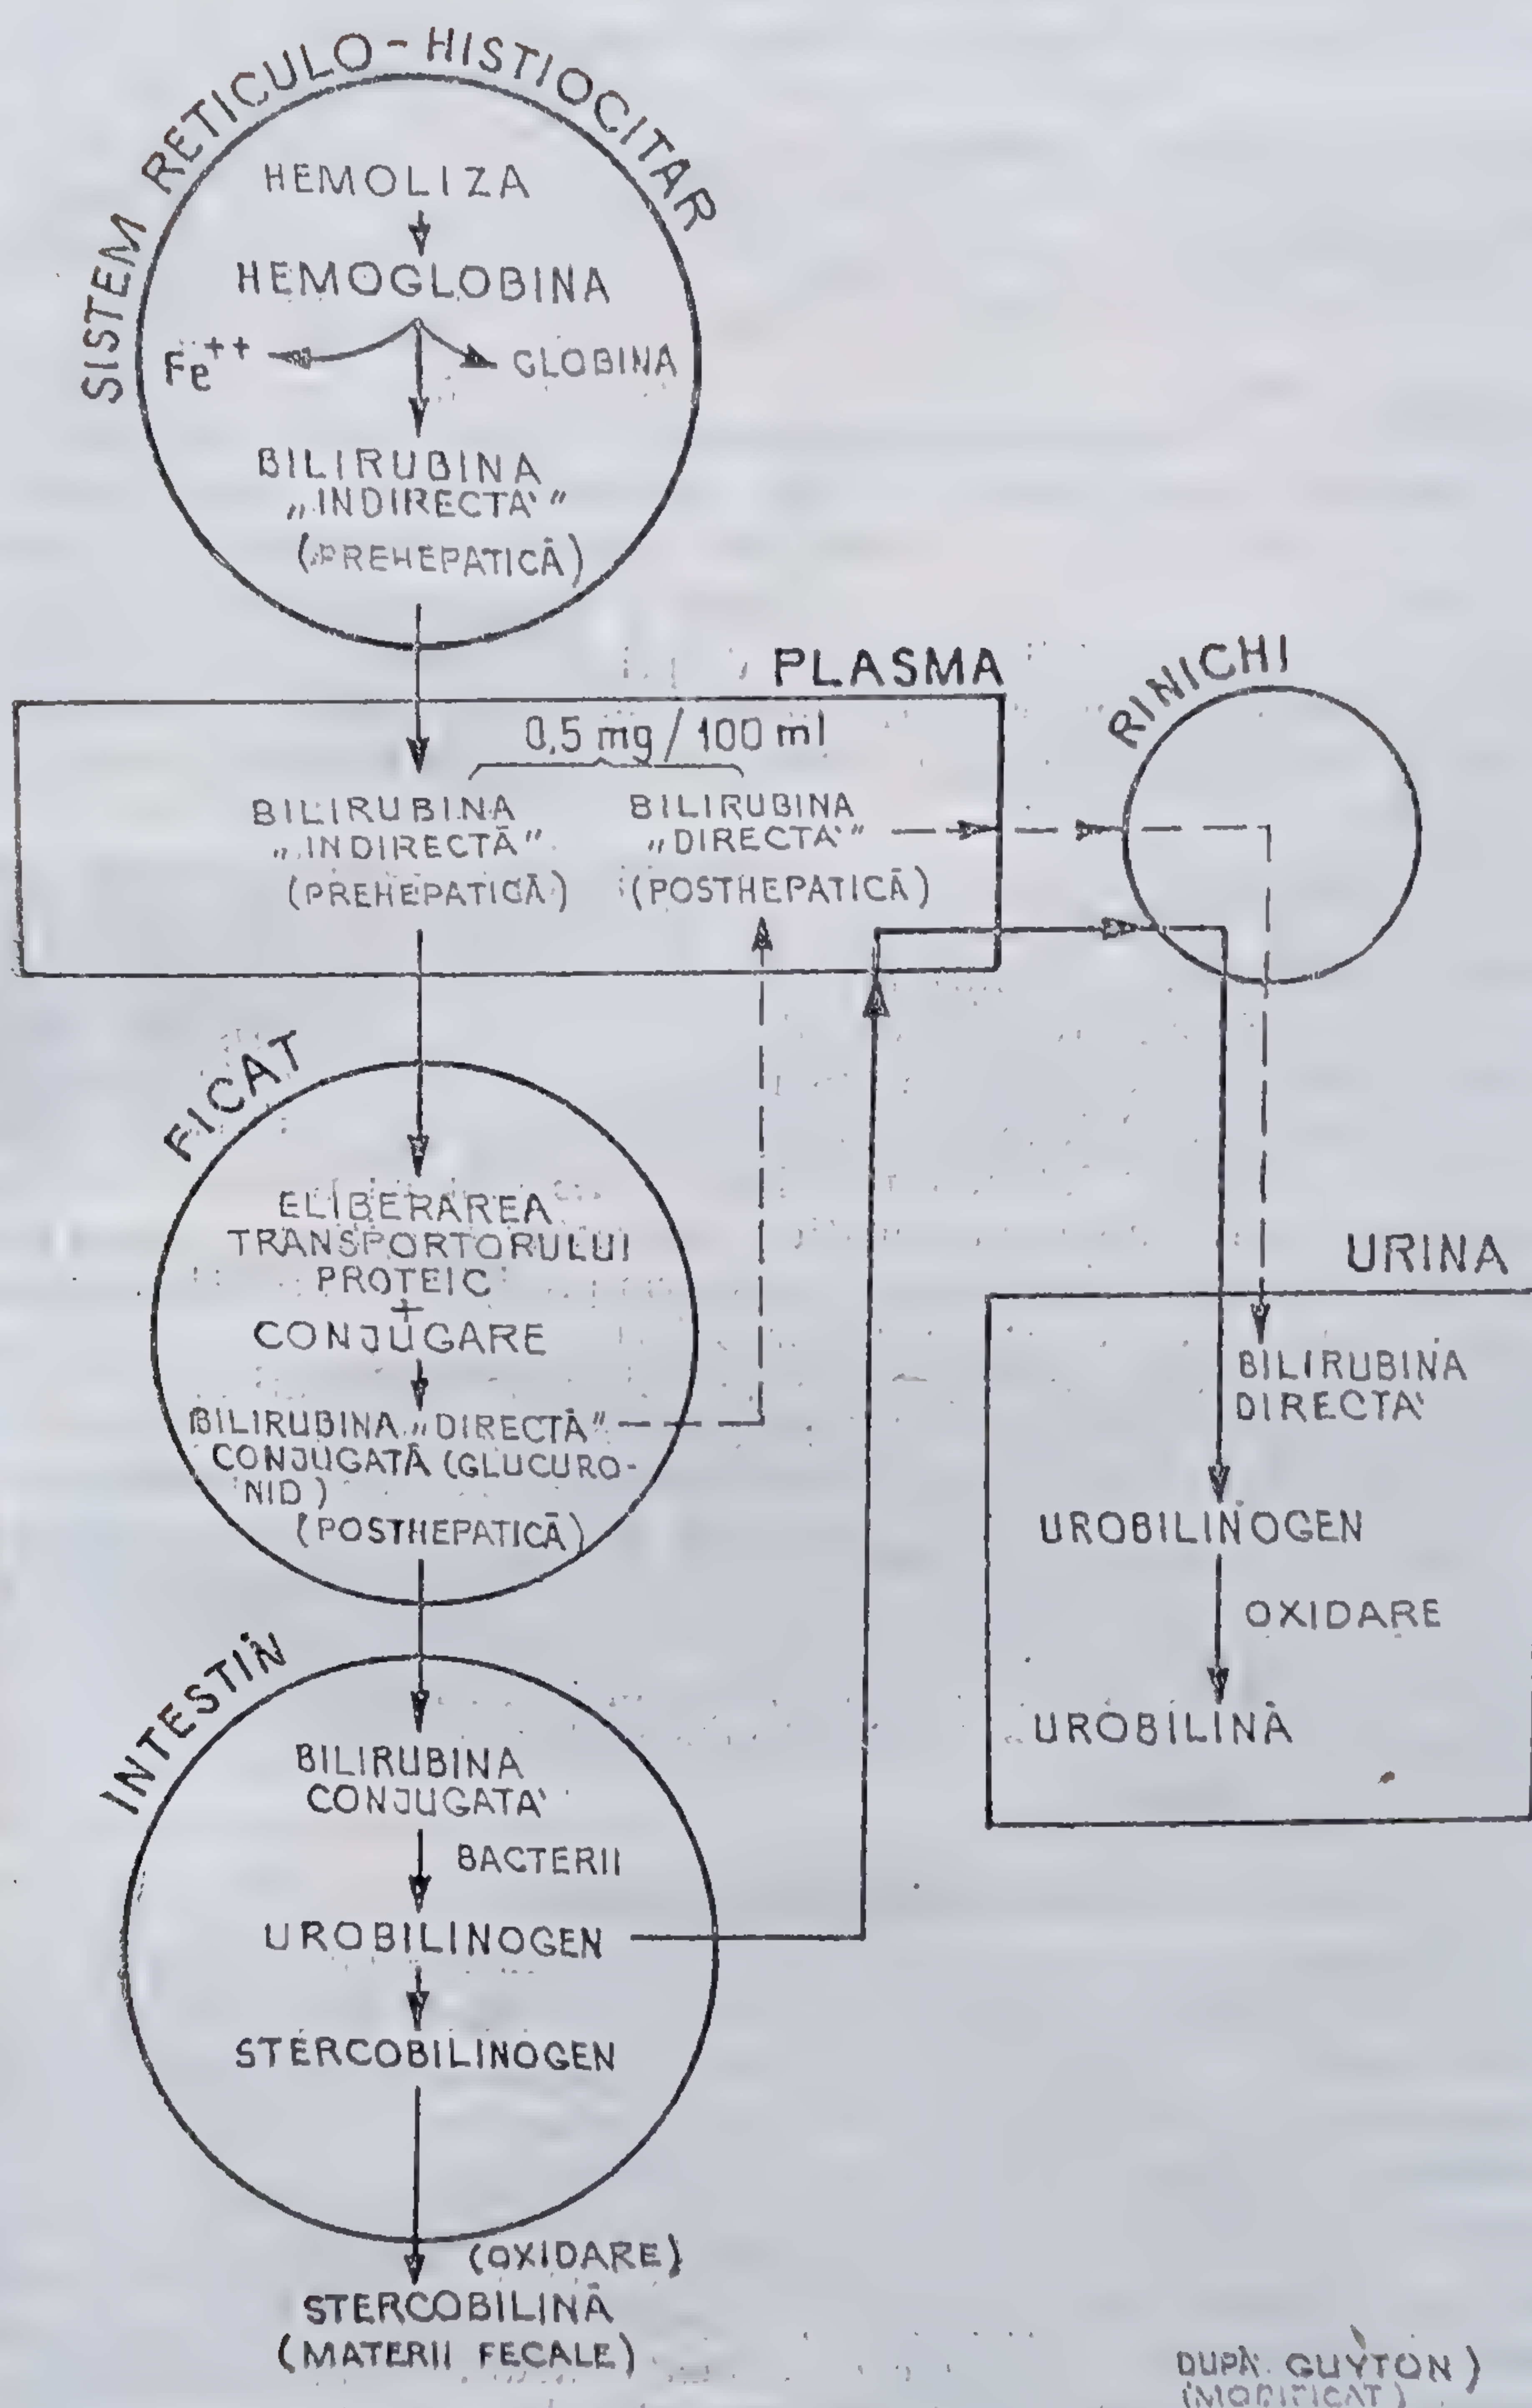 SISTEM RETICULO-HISTIOCITAR
HEMOLIZA
HEMOGLOBINA
Fe++
GLOBINA
BILIRUBINA
„INDIRECTĂ”
(PREHEPATICĂ)
PLASMA
0,5 mg/100 ml
BILIRUBINA
„INDIRECTĂ”
(PREHEPATICĂ)
BILIRUBINA
„DIRECTĂ”
(POSTHEPATICĂ)
RINICHI
FICAT
ELIBERAREA
TRANSPORTORULUI
PROTEIC
+
CONJUGARE
BILIRUBINA „DIRECTĂ”
CONJUGATĂ (GLUCURO-
NID)
(POSTHEPATICĂ)
URINA
BILIRUBINA
DIRECTĂ
UROBILINOGEN
OXIDARE
UROBILINĂ
INTESTIN
BILIRUBINA
CONJUGATĂ
BACTERII
UROBILINOGEN
STERCOBILINOGEN
(OXIDARE)
STERCOBILINĂ
(MATERII FECALE)
DUPĂ GUYTON)
(MODIFICAT)